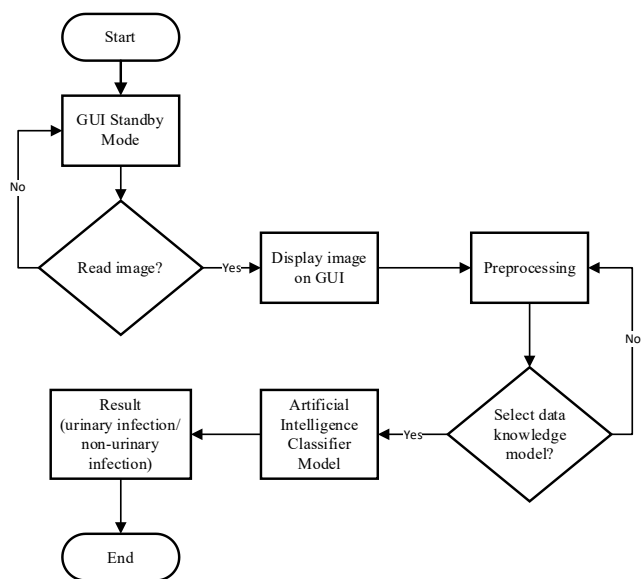 Start
GUI Standby
Mode
No
Read image?
Yes
Display image
on GUI
Preprocessing
No
Select data
knowledge
model?
Yes
Artificial
Intelligence
Classifier
Model
Result
(urinary infection/
non-urinary
infection)
End